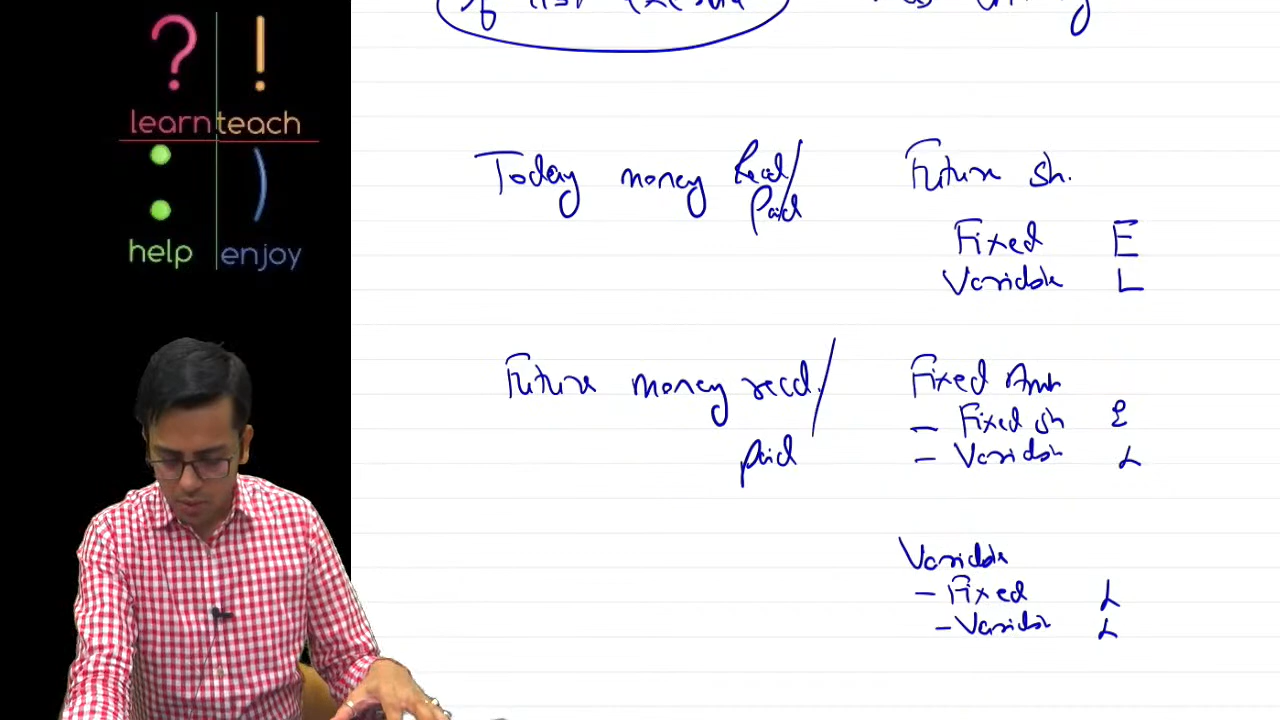 ? !
learn teach
: )
help enjoy
of
Today money Recd/ Future Sh.
Paid
Fixed E
Variable L
Future money recd./ Fixed Amt
- Fixed sh E
paid - Variable L
Variable
- Fixed L
- Variable L